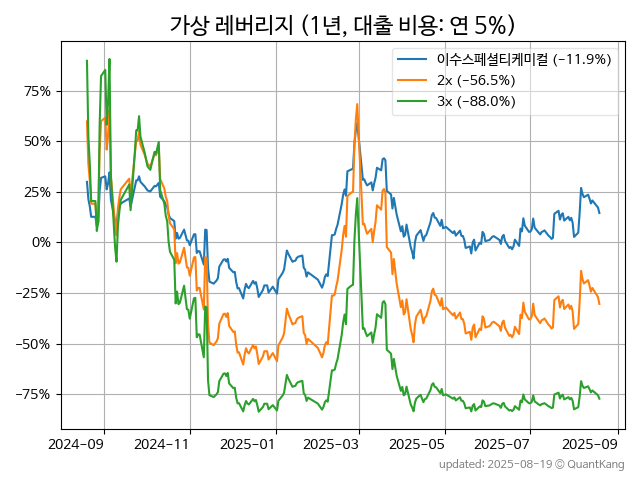 가상 레버리지 (1년, 대출 비용: 연 5%)
이수스페셜티케미컬 (−11.9%)
2x (−56.5%)
3x (−88.0%)
75%
50%
25%
0%
−25%
−50%
−75%
2024-09 2024-11 2025-01 2025-03 2025-05 2025-07 2025-09
updated: 2025-08-19 © QuantKang